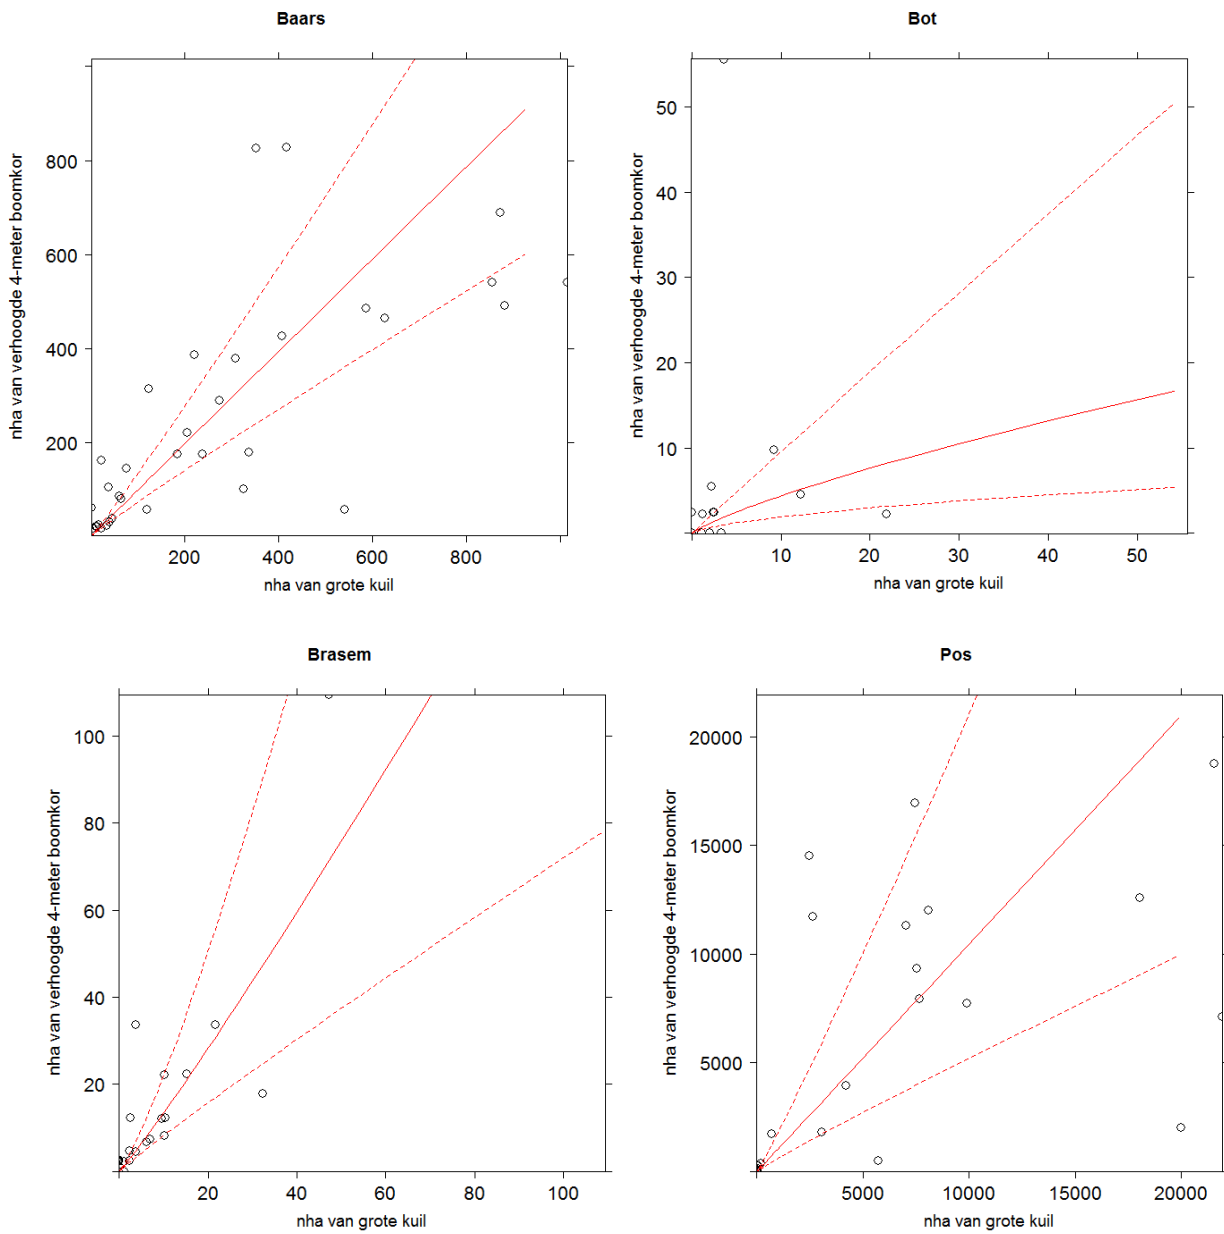 Baars
nha van verhoogde 4-meter boomkor
800
600
400
200
200 400 600 800
nha van grote kuil
Bot
nha van verhoogde 4-meter boomkor
50
40
30
20
10
10 20 30 40 50
nha van grote kuil
Brasem
nha van verhoogde 4-meter boomkor
100
80
60
40
20
20 40 60 80 100
nha van grote kuil
Pos
nha van verhoogde 4-meter boomkor
20000
15000
10000
5000
5000 10000 15000 20000
nha van grote kuil